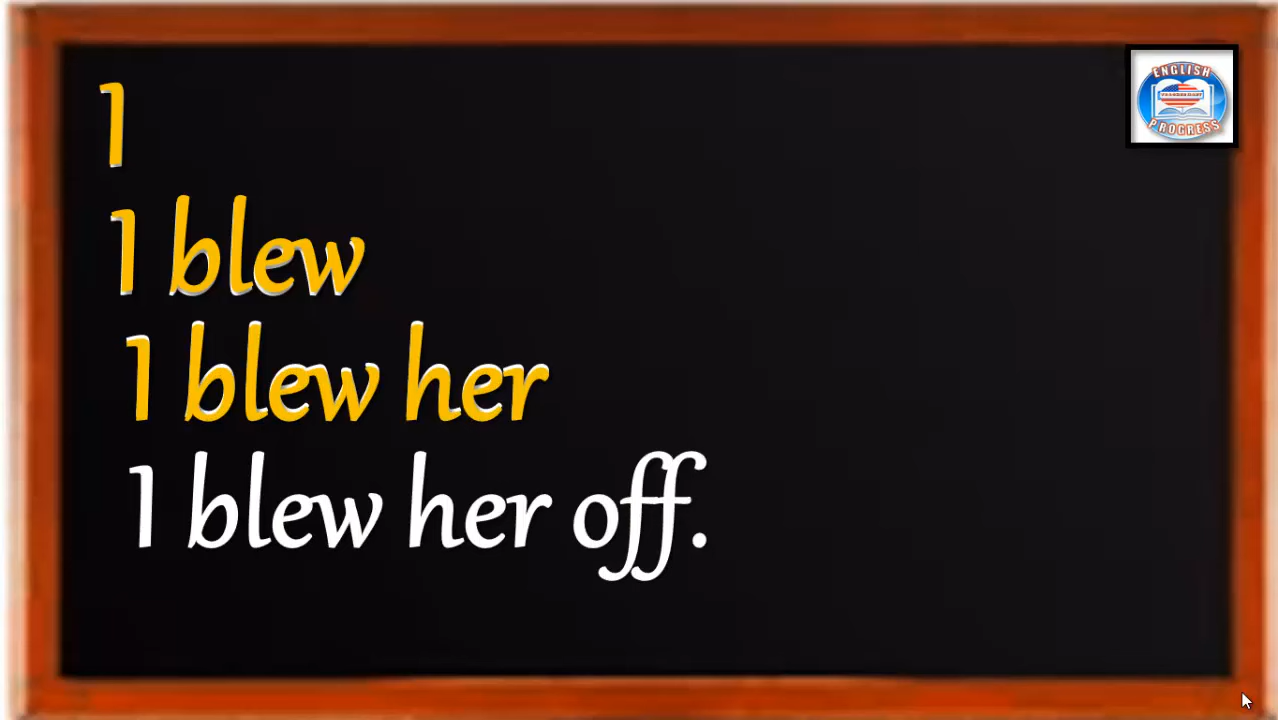 I
I blew
I blew her
I blew her off.
ENGLISH
PROGRESS